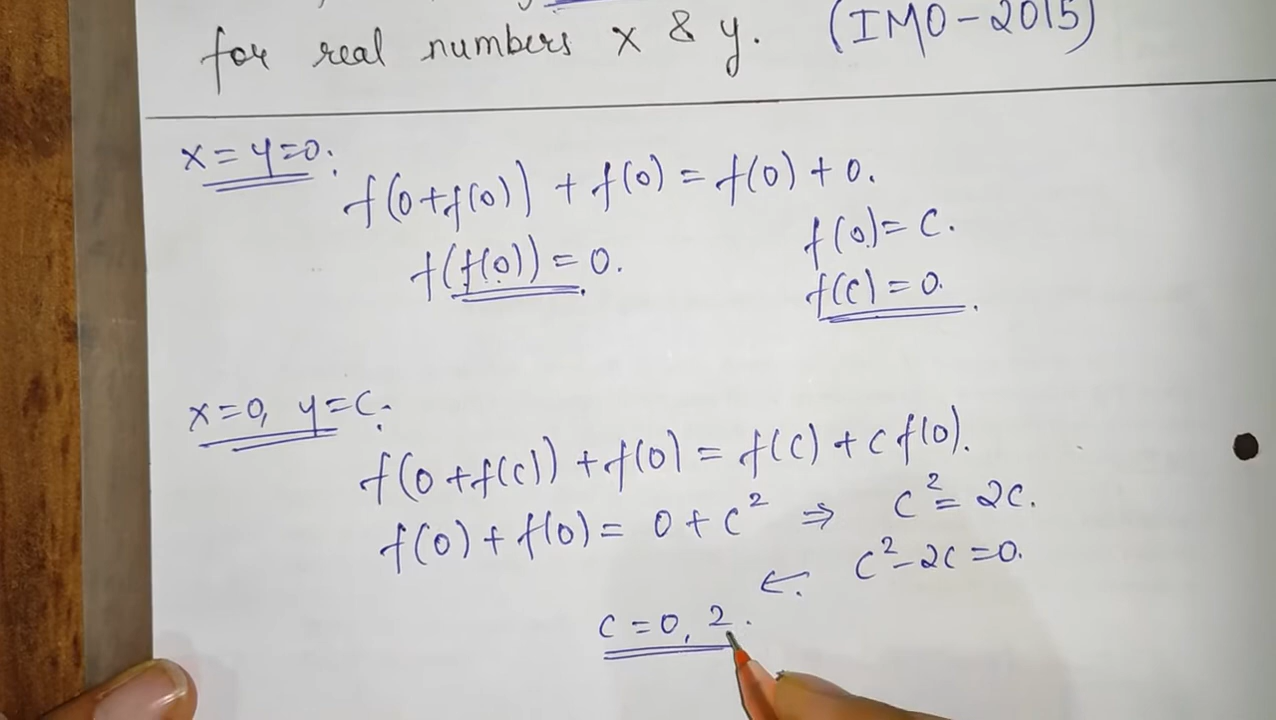 for real numbers x & y. (IMO-2015)
x=y=0:
f(0+f(0)) + f(0) = f(0) + 0.
f(0)=c.
f(f(0)) = 0.
f(c) = 0.
x=0, y=c:
f(0+f(c)) + f(0) = f(c) + c f(0).
f(0) + f(0) = 0 + c² ⇒ c² = 2c.
← c² - 2c = 0.
c = 0, 2.